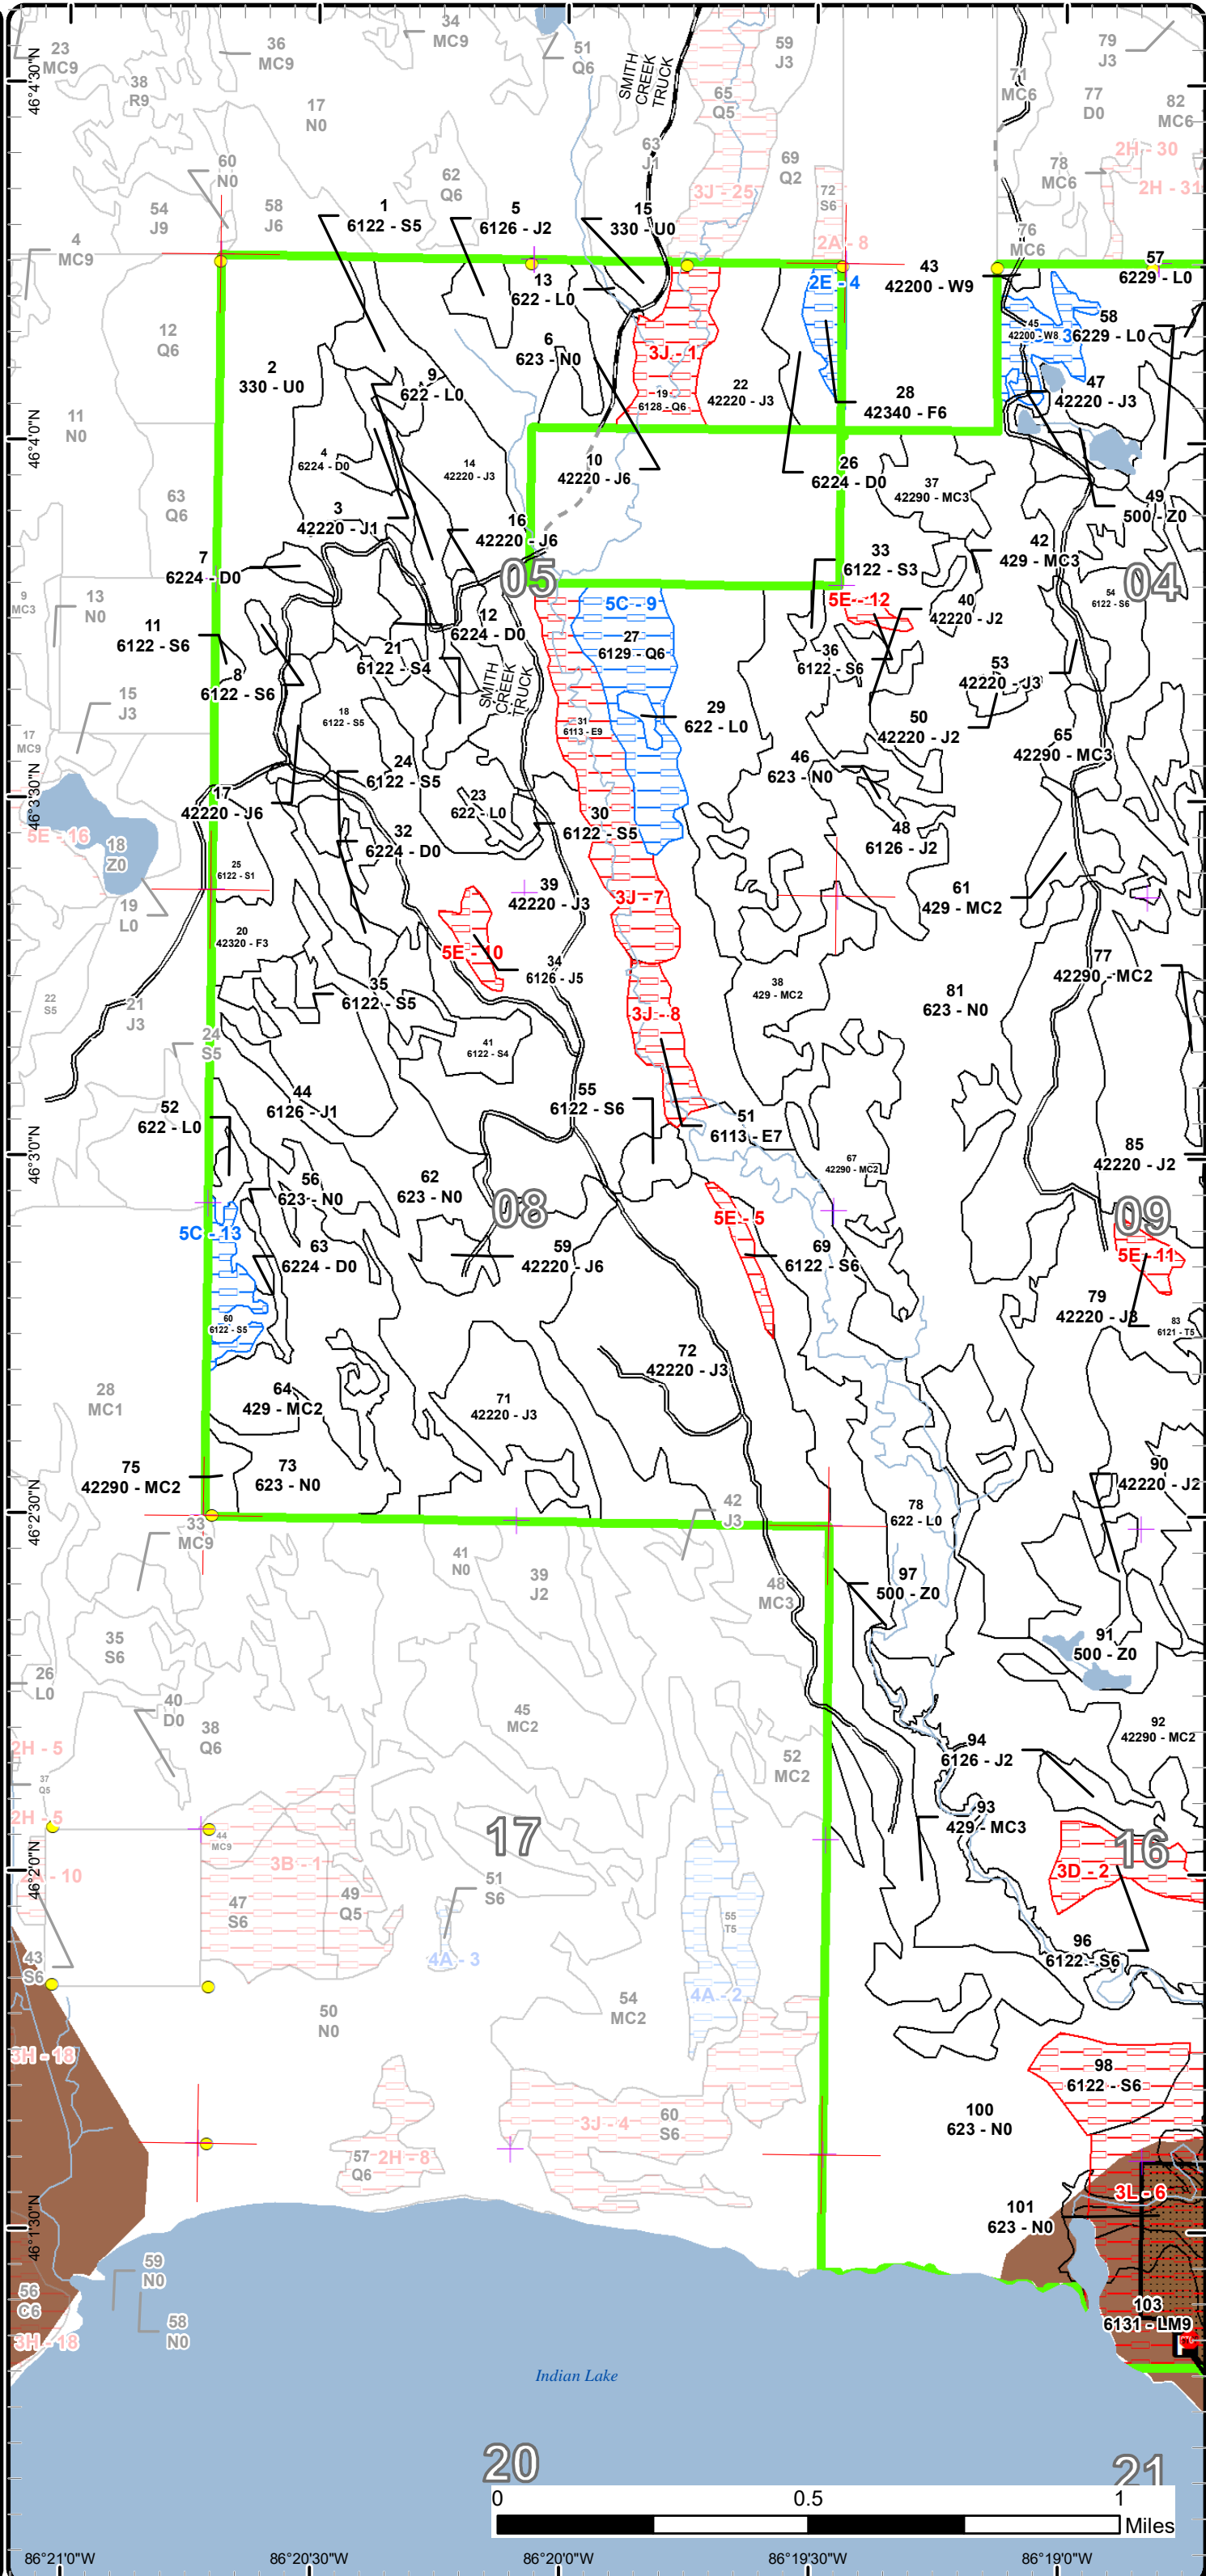 34
MC9
23
MC9
36
MC9
51
Q6
59
J3
79
J3
46°4'30"N
38
R9
17
N0
SMITH
CREEK
TRUCK
65
Q5
71
MC6
77
D0
82
MC6
63
J1
2H - 30
60
N0
62
Q6
3J - 25
69
Q2
72
S6
78
MC6
2H - 31
54
J9
58
J6
1
6122 - S5
5
6126 - J2
15
330 - U0
4
MC9
2A - 8
76
MC6
43
42200 - W9
57
6229 - L0
13
622 - L0
2E - 4
12
Q6
6
623 - N0
3J - 1
45
42200 - W8
3
58
6229 - L0
2
330 - U0
9
622 - L0
19
6128 - Q6
22
42220 - J3
28
42340 - F6
47
42220 - J3
11
N0
46°4'0"N
4
6224 - D0
14
42220 - J3
10
42220 - J6
26
6224 - D0
37
42290 - MC3
63
Q6
3
42220 - J1
16
42220 - J6
49
500 - Z0
42
429 - MC3
7
6224 - D0
05
33
6122 - S3
04
9
MC3
13
N0
5C - 9
5E - 12
40
42220 - J2
54
6122 - S6
11
6122 - S6
12
6224 - D0
27
6129 - Q6
21
6122 - S4
36
6122 - S6
53
42220 - J3
8
6122 - S6
SMITH
CREEK
TRUCK
15
J3
18
6122 - S5
31
6113 - E9
29
622 - L0
50
42220 - J2
65
42290 - MC3
17
MC9
46°3'30"N
24
6122 - S5
46
623 - N0
17
42220 - J6
23
622 - L0
30
6122 - S5
48
6126 - J2
5E - 16
18
Z0
32
6224 - D0
25
6122 - S1
39
42220 - J3
3J - 7
61
429 - MC2
19
L0
20
42320 - F3
5E - 10
34
6126 - J5
77
42290 - MC2
22
S5
21
J3
35
6122 - S5
38
429 - MC2
81
623 - N0
24
S5
3J - 8
41
6122 - S4
44
6126 - J1
55
6122 - S6
52
622 - L0
51
6113 - E7
46°3'0"N
85
42220 - J2
67
42290 - MC2
56
623 - N0
62
623 - N0
08
5E - 5
09
5C - 13
63
6224 - D0
59
42220 - J6
69
6122 - S6
5E - 11
79
42220 - J3
83
6121 - T5
60
6122 - S5
72
42220 - J3
28
MC1
64
429 - MC2
71
42220 - J3
75
42290 - MC2
73
623 - N0
90
42220 - J2
46°2'30"N
33
MC9
42
J3
78
622 - L0
41
N0
39
J2
48
MC3
97
500 - Z0
35
S6
91
500 - Z0
26
L0
40
D0
38
Q6
45
MC2
92
42290 - MC2
2H - 5
52
MC2
94
6126 - J2
37
Q5
2H - 5
44
MC9
17
93
429 - MC3
16
46°2'0"N
- 10
3B - 1
3D - 2
47
S6
49
Q5
51
S6
55
T5
43
S6
4A - 3
96
6122 - S6
4A - 2
50
N0
54
MC2
3H - 18
98
6122 - S6
3J - 4
60
S6
100
623 - N0
57
Q6
2H - 8
3L - 6
46°1'30"N
101
623 - N0
59
N0
56
C6
58
N0
103
6131 - LM9
3H - 18
Indian Lake
20
21
0 0.5 1
Miles
86°21'0"W 86°20'30"W 86°20'0"W 86°19'30"W 86°19'0"W